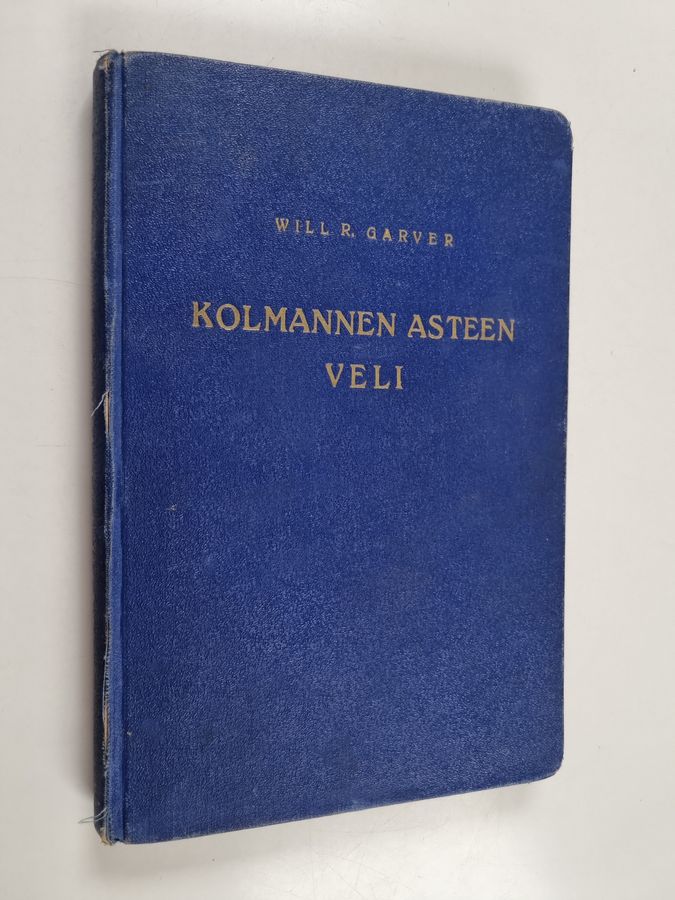 WILL R. GARVER
KOLMANNEN ASTEEN
VELI